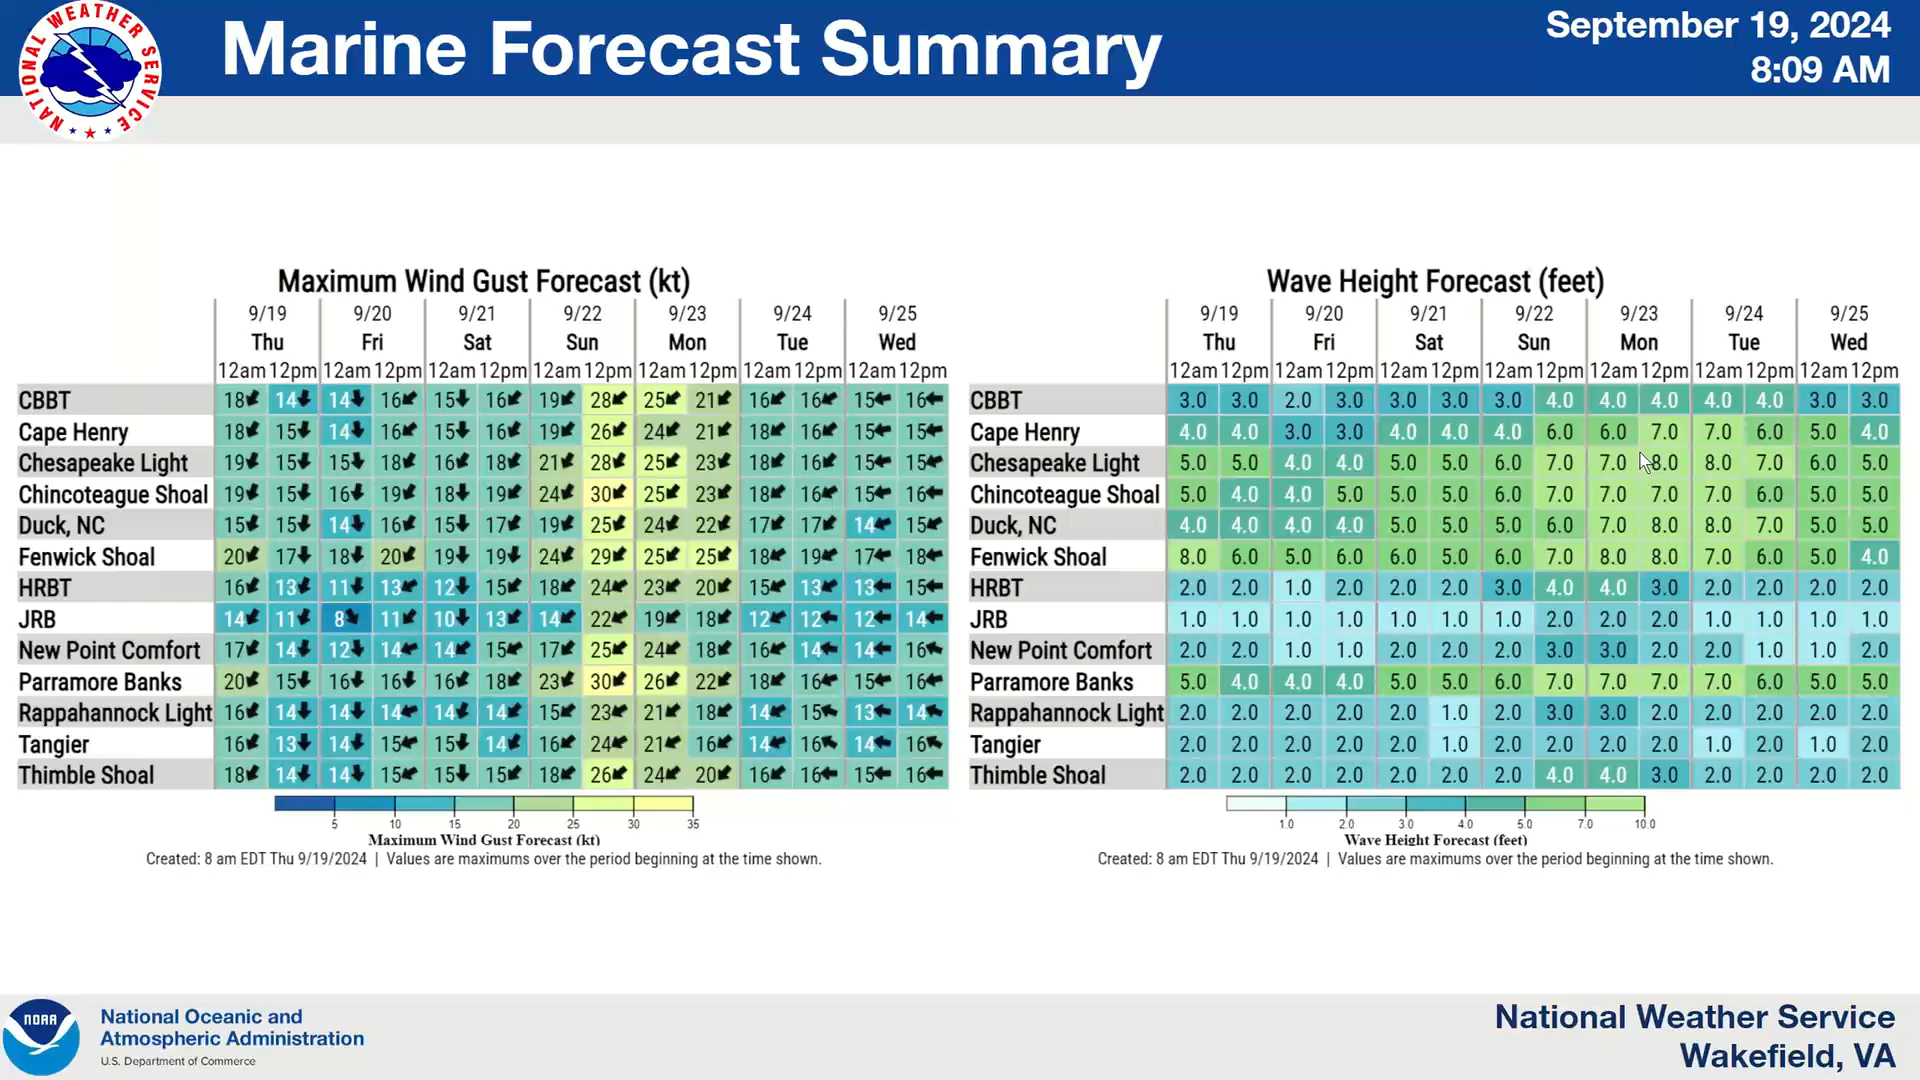 NATIONAL WEATHER SERVICE
Marine Forecast Summary
September 19, 2024
8:09 AM
Maximum Wind Gust Forecast (kt)
9/19 9/20 9/21 9/22 9/23 9/24 9/25
Thu Fri Sat Sun Mon Tue Wed
12am 12pm 12am 12pm 12am 12pm 12am 12pm 12am 12pm 12am 12pm 12am 12pm
CBBT 18 14 14 16 15 16 19 28 25 21 16 16 15 16
Cape Henry 18 15 14 16 15 16 19 26 24 21 18 16 15 15
Chesapeake Light 19 15 15 18 16 18 21 28 25 23 18 16 15 15
Chincoteague Shoal 19 15 16 19 18 19 24 30 25 23 18 16 15 16
Duck, NC 15 15 14 16 15 17 19 25 24 22 17 17 14 15
Fenwick Shoal 20 17 18 20 19 19 24 29 25 25 18 19 17 18
HRBT 16 13 11 13 12 15 18 24 23 20 15 13 13 15
JRB 14 11 8 11 10 13 14 22 19 18 12 12 12 14
New Point Comfort 17 14 12 14 14 15 17 25 24 18 16 14 14 16
Parramore Banks 20 15 16 16 16 18 23 30 26 22 18 16 15 16
Rappahannock Light 16 14 14 14 14 14 15 23 21 18 14 15 13 14
Tangier 16 13 14 15 15 14 16 24 21 16 14 16 14 16
Thimble Shoal 18 14 14 15 15 15 18 26 24 20 16 16 15 16
5 10 15 20 25 30 35
Maximum Wind Gust Forecast (kt)
Created: 8 am EDT Thu 9/19/2024 | Values are maximums over the period beginning at the time shown.
Wave Height Forecast (feet)
9/19 9/20 9/21 9/22 9/23 9/24 9/25
Thu Fri Sat Sun Mon Tue Wed
12am 12pm 12am 12pm 12am 12pm 12am 12pm 12am 12pm 12am 12pm 12am 12pm
CBBT 3.0 3.0 2.0 3.0 3.0 3.0 3.0 4.0 4.0 4.0 4.0 4.0 3.0 3.0
Cape Henry 4.0 4.0 3.0 3.0 4.0 4.0 4.0 6.0 6.0 7.0 7.0 6.0 5.0 4.0
Chesapeake Light 5.0 5.0 4.0 4.0 5.0 5.0 6.0 7.0 7.0 8.0 8.0 7.0 6.0 5.0
Chincoteague Shoal 5.0 4.0 4.0 5.0 5.0 5.0 6.0 7.0 7.0 7.0 7.0 6.0 5.0 5.0
Duck, NC 4.0 4.0 4.0 4.0 5.0 5.0 5.0 6.0 7.0 8.0 8.0 7.0 5.0 5.0
Fenwick Shoal 8.0 6.0 5.0 6.0 6.0 5.0 6.0 7.0 8.0 8.0 7.0 6.0 5.0 4.0
HRBT 2.0 2.0 1.0 2.0 2.0 2.0 3.0 4.0 4.0 3.0 2.0 2.0 2.0 2.0
JRB 1.0 1.0 1.0 1.0 1.0 1.0 1.0 2.0 2.0 2.0 1.0 1.0 1.0 1.0
New Point Comfort 2.0 2.0 1.0 1.0 2.0 2.0 2.0 3.0 3.0 2.0 2.0 1.0 1.0 2.0
Parramore Banks 5.0 4.0 4.0 4.0 5.0 5.0 6.0 7.0 7.0 7.0 7.0 6.0 5.0 5.0
Rappahannock Light 2.0 2.0 2.0 2.0 2.0 1.0 2.0 3.0 3.0 2.0 2.0 2.0 2.0 2.0
Tangier 2.0 2.0 2.0 2.0 2.0 1.0 2.0 2.0 2.0 2.0 1.0 2.0 1.0 2.0
Thimble Shoal 2.0 2.0 2.0 2.0 2.0 2.0 2.0 4.0 4.0 3.0 2.0 2.0 2.0 2.0
1.0 2.0 3.0 4.0 5.0 7.0 10.0
Wave Height Forecast (feet)
Created: 8 am EDT Thu 9/19/2024 | Values are maximums over the period beginning at the time shown.
NOAA
National Oceanic and
Atmospheric Administration
U.S. Department of Commerce
National Weather Service
Wakefield, VA